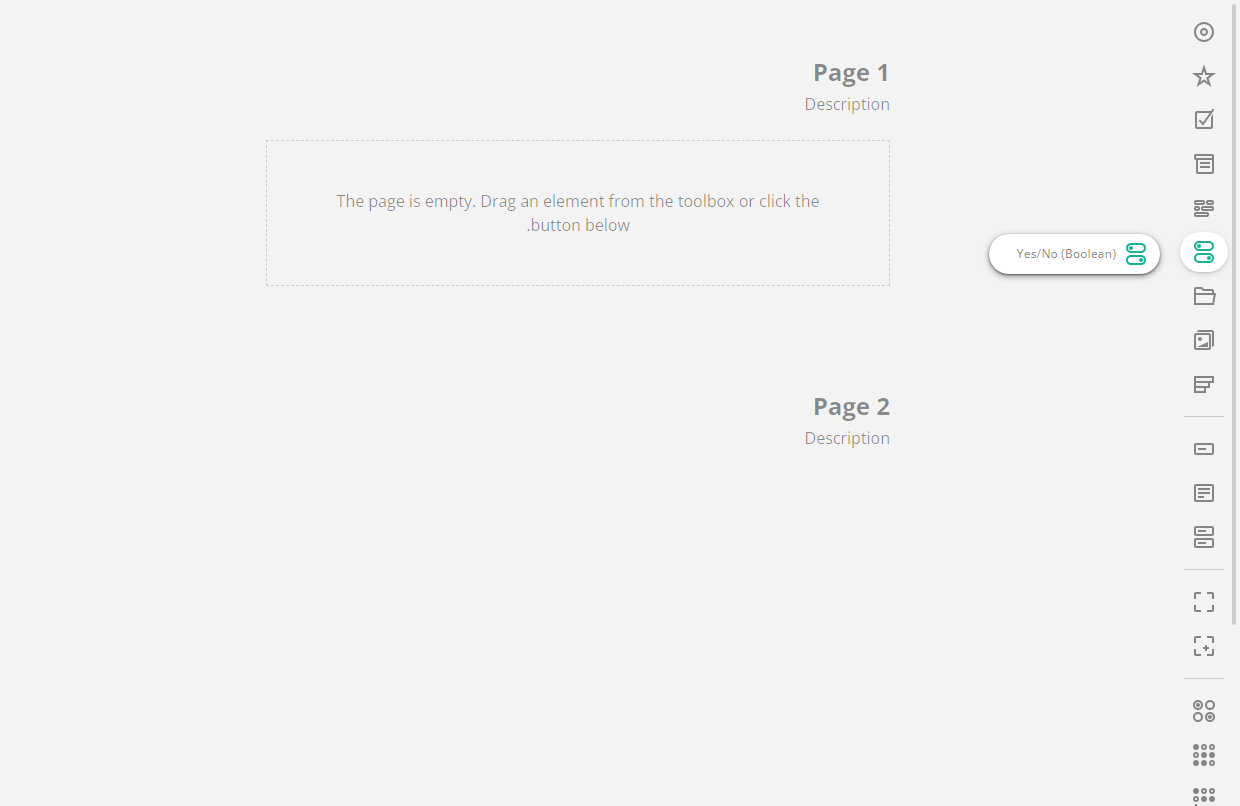 Page 1
Description
The page is empty. Drag an element from the toolbox or click the
.button below
Yes/No (Boolean)
Page 2
Description